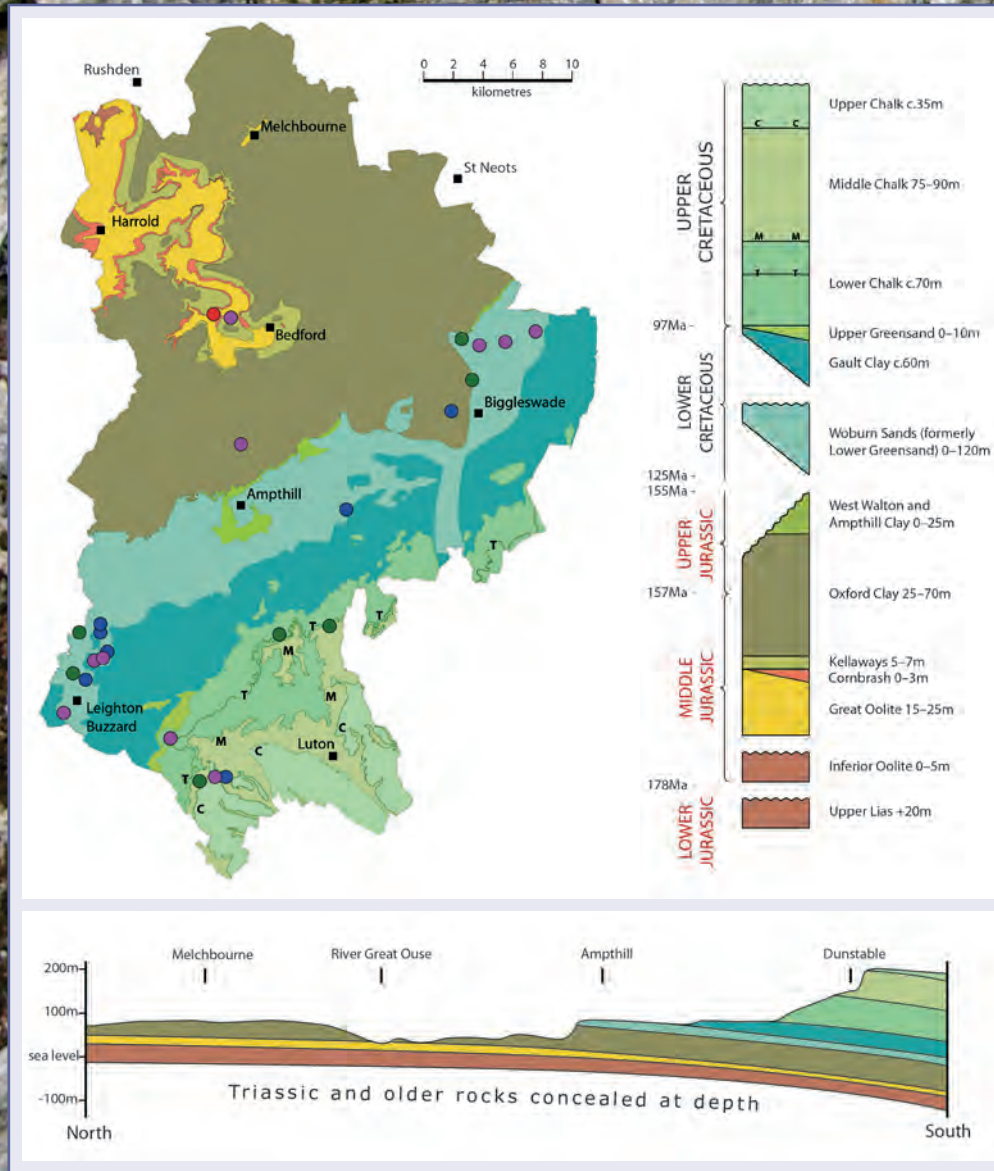 Rushden
0 2 4 6 8 10
kilometres
Melchbourne
St Neots
Harrold
Bedford
Biggleswade
Ampthill
T
T
T
M
T
M
Leighton
Buzzard
M
C
Luton
C
T
C
UPPER
CRETACEOUS
C C
Upper Chalk c.35m
Middle Chalk 75–90m
M M
T T
Lower Chalk c.70m
97Ma -
Upper Greensand 0–10m
Gault Clay c.60m
LOWER
CRETACEOUS
Woburn Sands (formerly
Lower Greensand) 0–120m
125Ma -
155Ma -
UPPER
JURASSIC
West Walton and
Ampthill Clay 0–25m
157Ma -
Oxford Clay 25–70m
MIDDLE
JURASSIC
Kellaways 5–7m
Cornbrash 0–3m
Great Oolite 15–25m
Inferior Oolite 0–5m
178Ma -
LOWER
JURASSIC
Upper Lias +20m
Melchbourne River Great Ouse Ampthill Dunstable
200m
100m
sea level
-100m
Triassic and older rocks concealed at depth
North South